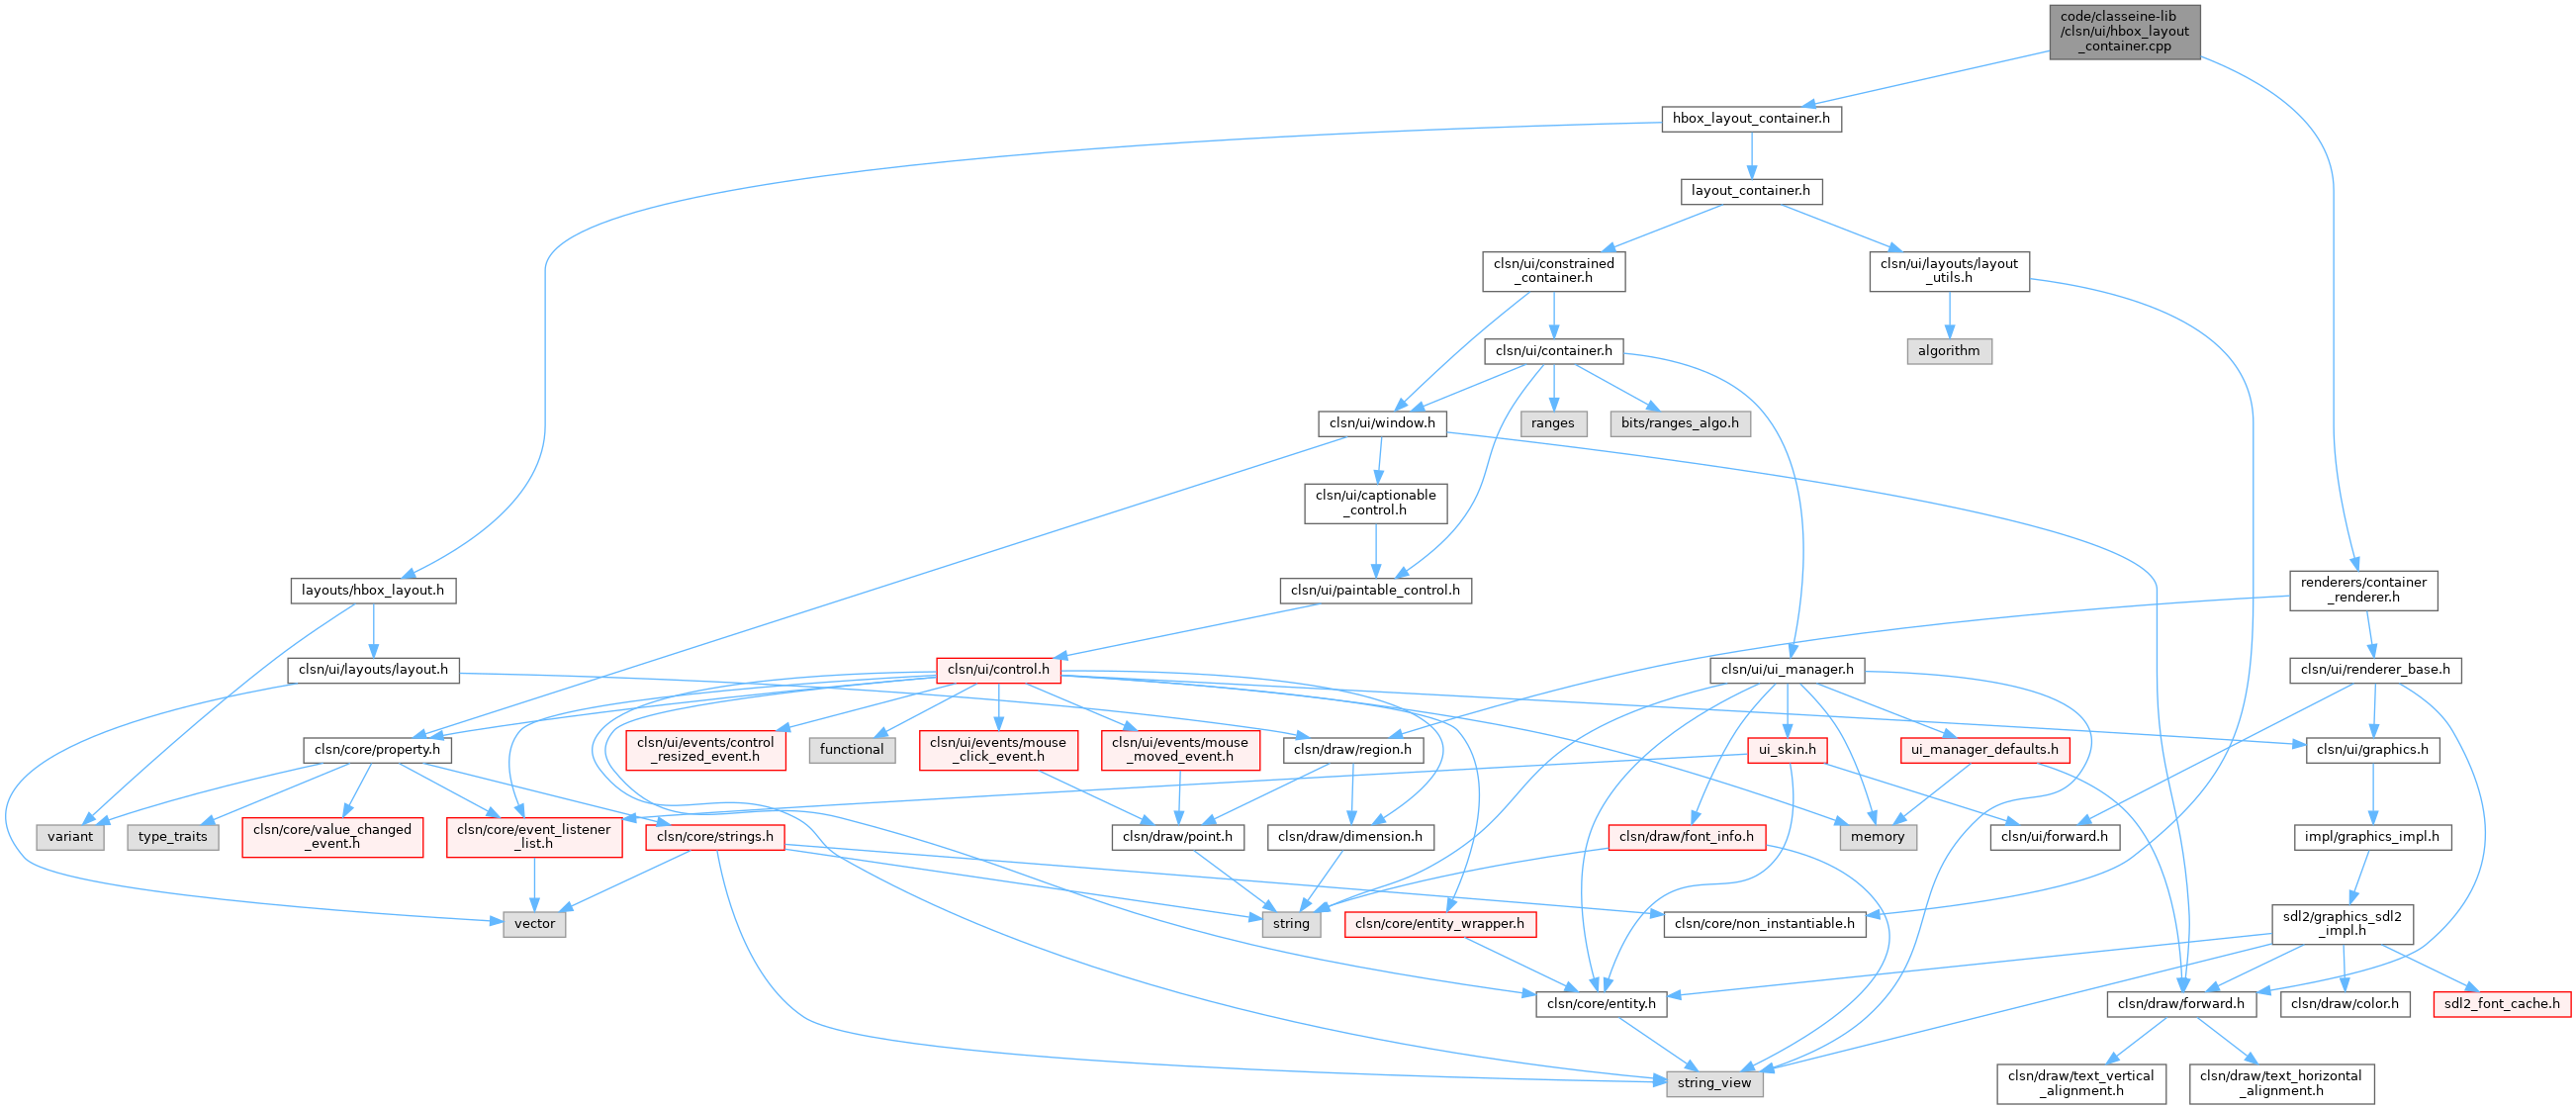 code/classeine-lib
/clsn/ui/hbox_layout
_container.cpp
hbox_layout_container.h
layout_container.h
clsn/ui/constrained
_container.h
clsn/ui/layouts/layout
_utils.h
clsn/ui/container.h
algorithm
clsn/ui/window.h
ranges
bits/ranges_algo.h
clsn/ui/captionable
_control.h
layouts/hbox_layout.h
clsn/ui/paintable_control.h
renderers/container
_renderer.h
clsn/ui/layouts/layout.h
clsn/ui/control.h
clsn/ui/ui_manager.h
clsn/ui/renderer_base.h
clsn/core/property.h
clsn/ui/events/control
_resized_event.h
functional
clsn/ui/events/mouse
_click_event.h
clsn/ui/events/mouse
_moved_event.h
clsn/draw/region.h
ui_skin.h
ui_manager_defaults.h
clsn/ui/graphics.h
variant
type_traits
clsn/core/value_changed
_event.h
clsn/core/event_listener
_list.h
clsn/core/strings.h
clsn/draw/point.h
clsn/draw/dimension.h
clsn/draw/font_info.h
memory
clsn/ui/forward.h
impl/graphics_impl.h
vector
string
clsn/core/entity_wrapper.h
clsn/core/non_instantiable.h
sdl2/graphics_sdl2
_impl.h
clsn/core/entity.h
clsn/draw/forward.h
clsn/draw/color.h
sdl2_font_cache.h
string_view
clsn/draw/text_vertical
_alignment.h
clsn/draw/text_horizontal
_alignment.h